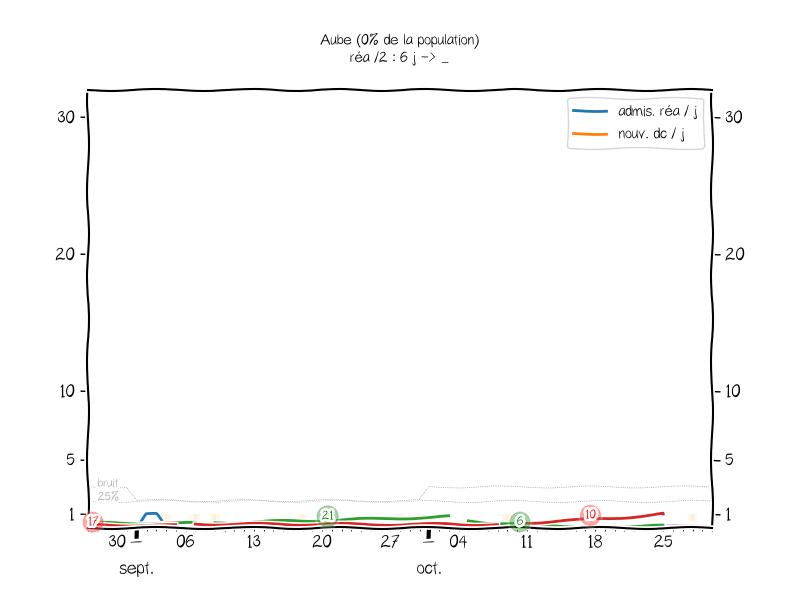 Aube (0% de la population)
réa /2 : 6 j -> _
admis. réa / j
nouv. dc / j
30 30
20 20
10 10
5 5
bruit
25%
1 1
17 21 6 10
30 06 13 20 27 04 11 18 25
sept. oct.